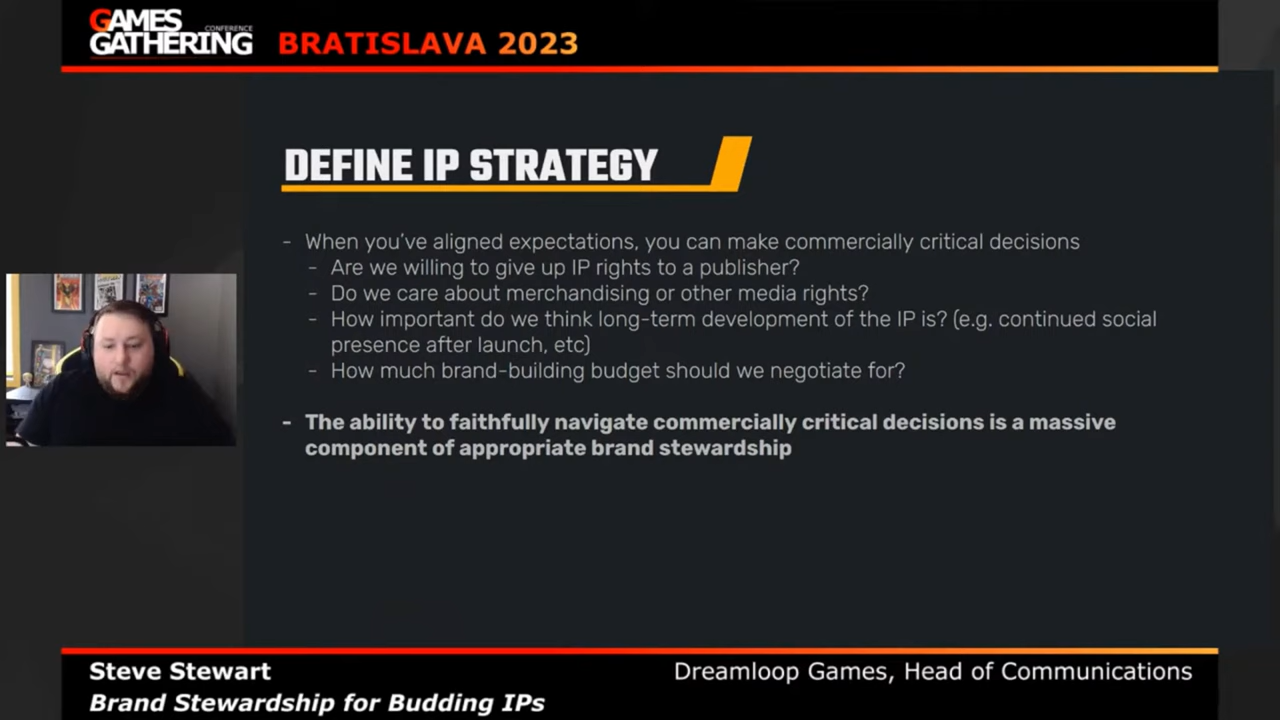 GAMES
CONFERENCE
GATHERING
BRATISLAVA 2023
DEFINE IP STRATEGY
- When you've aligned expectations, you can make commercially critical decisions
- Are we willing to give up IP rights to a publisher?
- Do we care about merchandising or other media rights?
- How important do we think long-term development of the IP is? (e.g. continued social
presence after launch, etc)
- How much brand-building budget should we negotiate for?
- The ability to faithfully navigate commercially critical decisions is a massive
component of appropriate brand stewardship
Steve Stewart
Dreamloop Games, Head of Communications
Brand Stewardship for Budding IPs